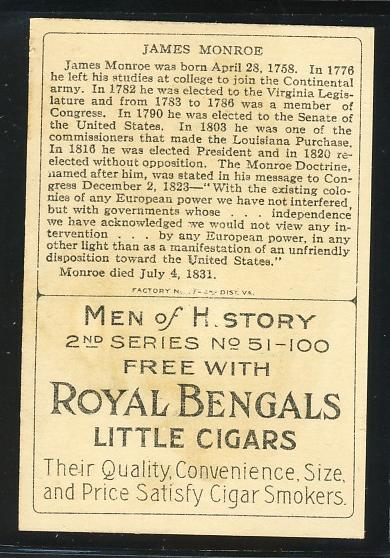 JAMES MONROE
James Monroe was born April 28, 1758. In 1776
he left his studies at college to join the Continental
army. In 1782 he was elected to the Virginia Legis-
lature and from 1783 to 1786 was a member of
Congress. In 1790 he was elected to the Senate of
the United States. In 1803 he was one of the
commissioners that made the Louisiana Purchase.
In 1816 he was elected President and in 1820 re-
elected without opposition. The Monroe Doctrine,
named after him, was stated in his message to Con-
gress December 2, 1823—"With the existing colo-
nies of any European power we have not interfered,
but with governments whose . . . independence
we have acknowledged we would not view any in-
tervention . . . by any European power, in any
other light than as a manifestation of an unfriendly
disposition toward the United States."
Monroe died July 4, 1831.
FACTORY DIST. VA.
MEN of H.STORY
2ND SERIES NO 51-100
FREE WITH
ROYAL BENGALS
LITTLE CIGARS
Their Quality, Convenience, Size,
and Price Satisfy Cigar Smokers.